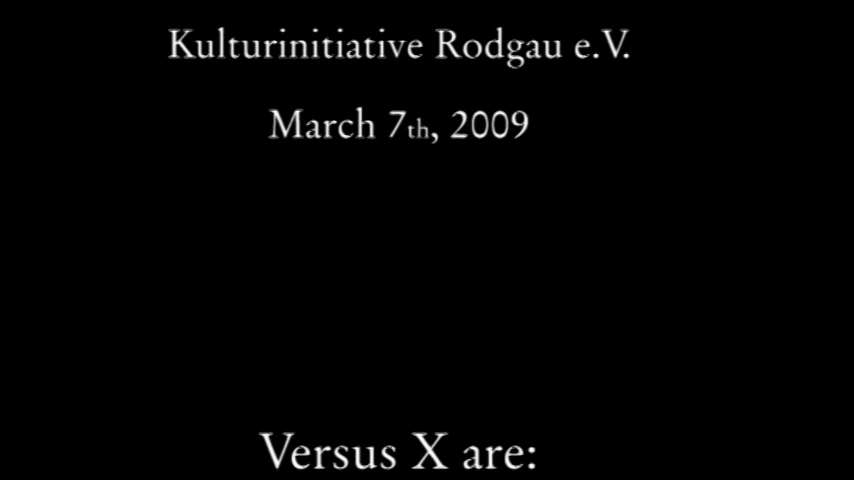 Kulturinitiative Rodgau e.V.
March 7th, 2009
Versus X are: